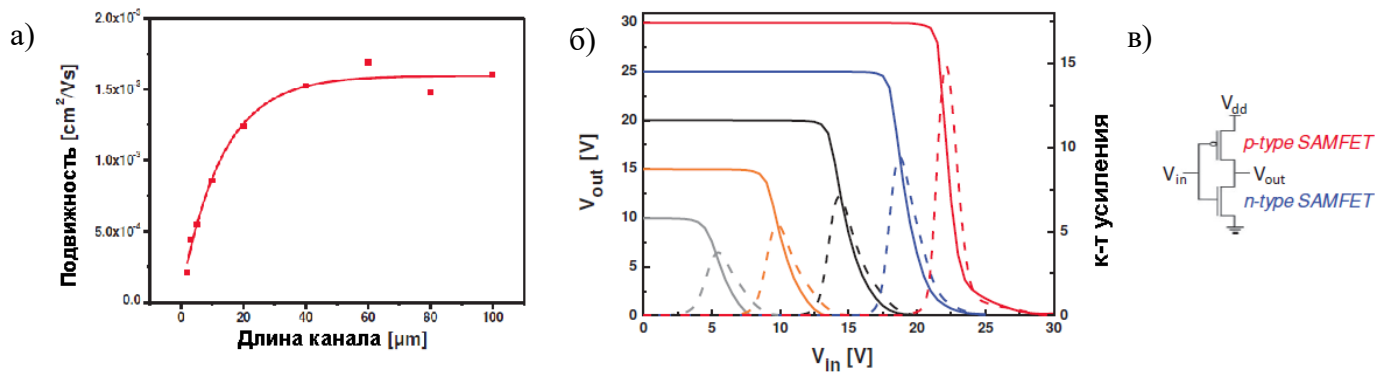 а)
Подвижность [cm²/Vs]
2.0x10⁻³
1.5x10⁻³
1.0x10⁻³
5.0x10⁻⁴
0.0
0 20 40 60 80 100
Длина канала [µm]
б)
V_out [V]
30
25
20
15
10
5
0
0 5 10 15 20 25 30
V_in [V]
15
10
5
0
к-т усиления
в)
V_dd
p-type SAMFET
V_in
V_out
n-type SAMFET